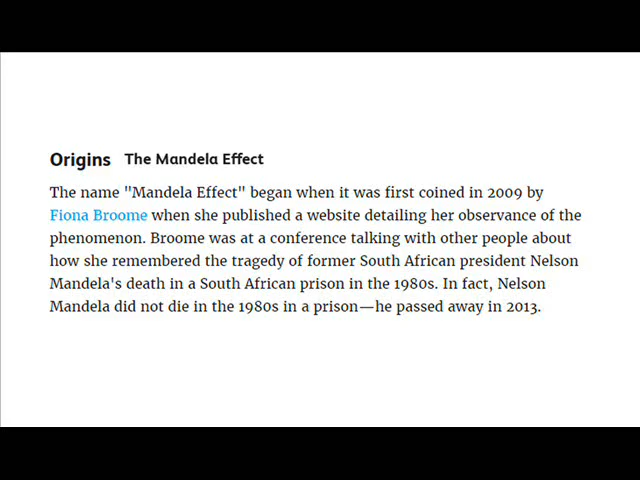 Origins The Mandela Effect
The name "Mandela Effect" began when it was first coined in 2009 by
Fiona Broome when she published a website detailing her observance of the
phenomenon. Broome was at a conference talking with other people about
how she remembered the tragedy of former South African president Nelson
Mandela's death in a South African prison in the 1980s. In fact, Nelson
Mandela did not die in the 1980s in a prison—he passed away in 2013.